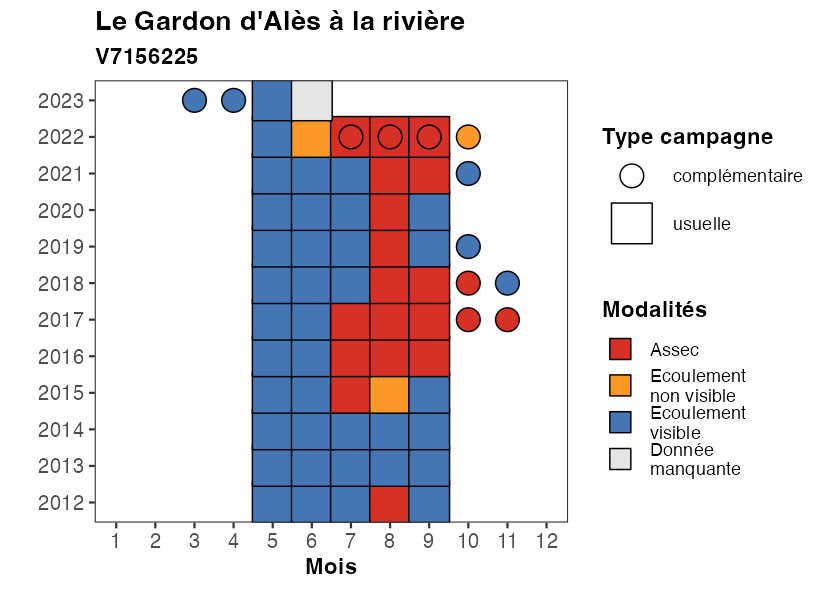 Le Gardon d'Alès à la rivière
V7156225
2023
2022
2021
2020
2019
2018
2017
2016
2015
2014
2013
2012
1 2 3 4 5 6 7 8 9 10 11 12
Mois
Type campagne
complémentaire
usuelle
Modalités
Assec
Ecoulement
non visible
Ecoulement
visible
Donnée
manquante